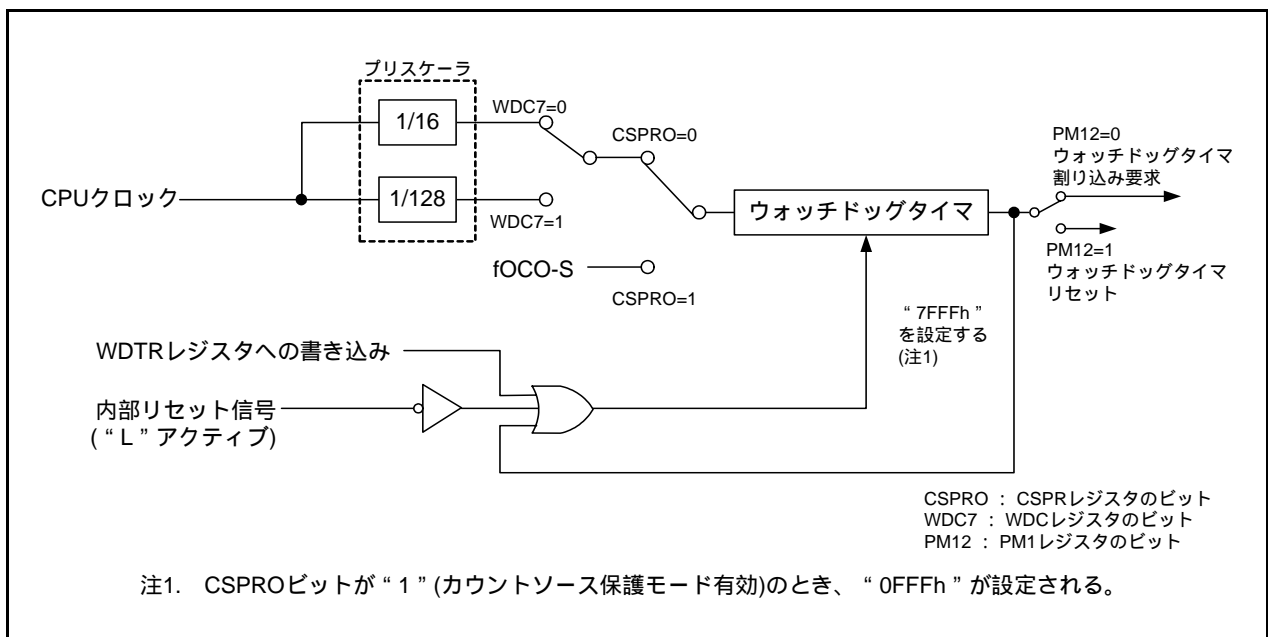 プリスケーラ
1/16
WDC7=0
CSPRO=0
PM12=0
ウォッチドッグタイマ
割り込み要求
CPUクロック
1/128
WDC7=1
ウォッチドッグタイマ
PM12=1
ウォッチドッグタイマ
リセット
fOCO-S
CSPRO=1
“ 7FFFh ”
を設定する
(注1)
WDTRレジスタへの書き込み
内部リセット信号
( “ L ” アクティブ)
CSPRO : CSPRレジスタのビット
WDC7 : WDCレジスタのビット
PM12 : PM1レジスタのビット
注1. CSPROビットが “ 1 ” (カウントソース保護モード有効)のとき、 “ 0FFFh ” が設定される。